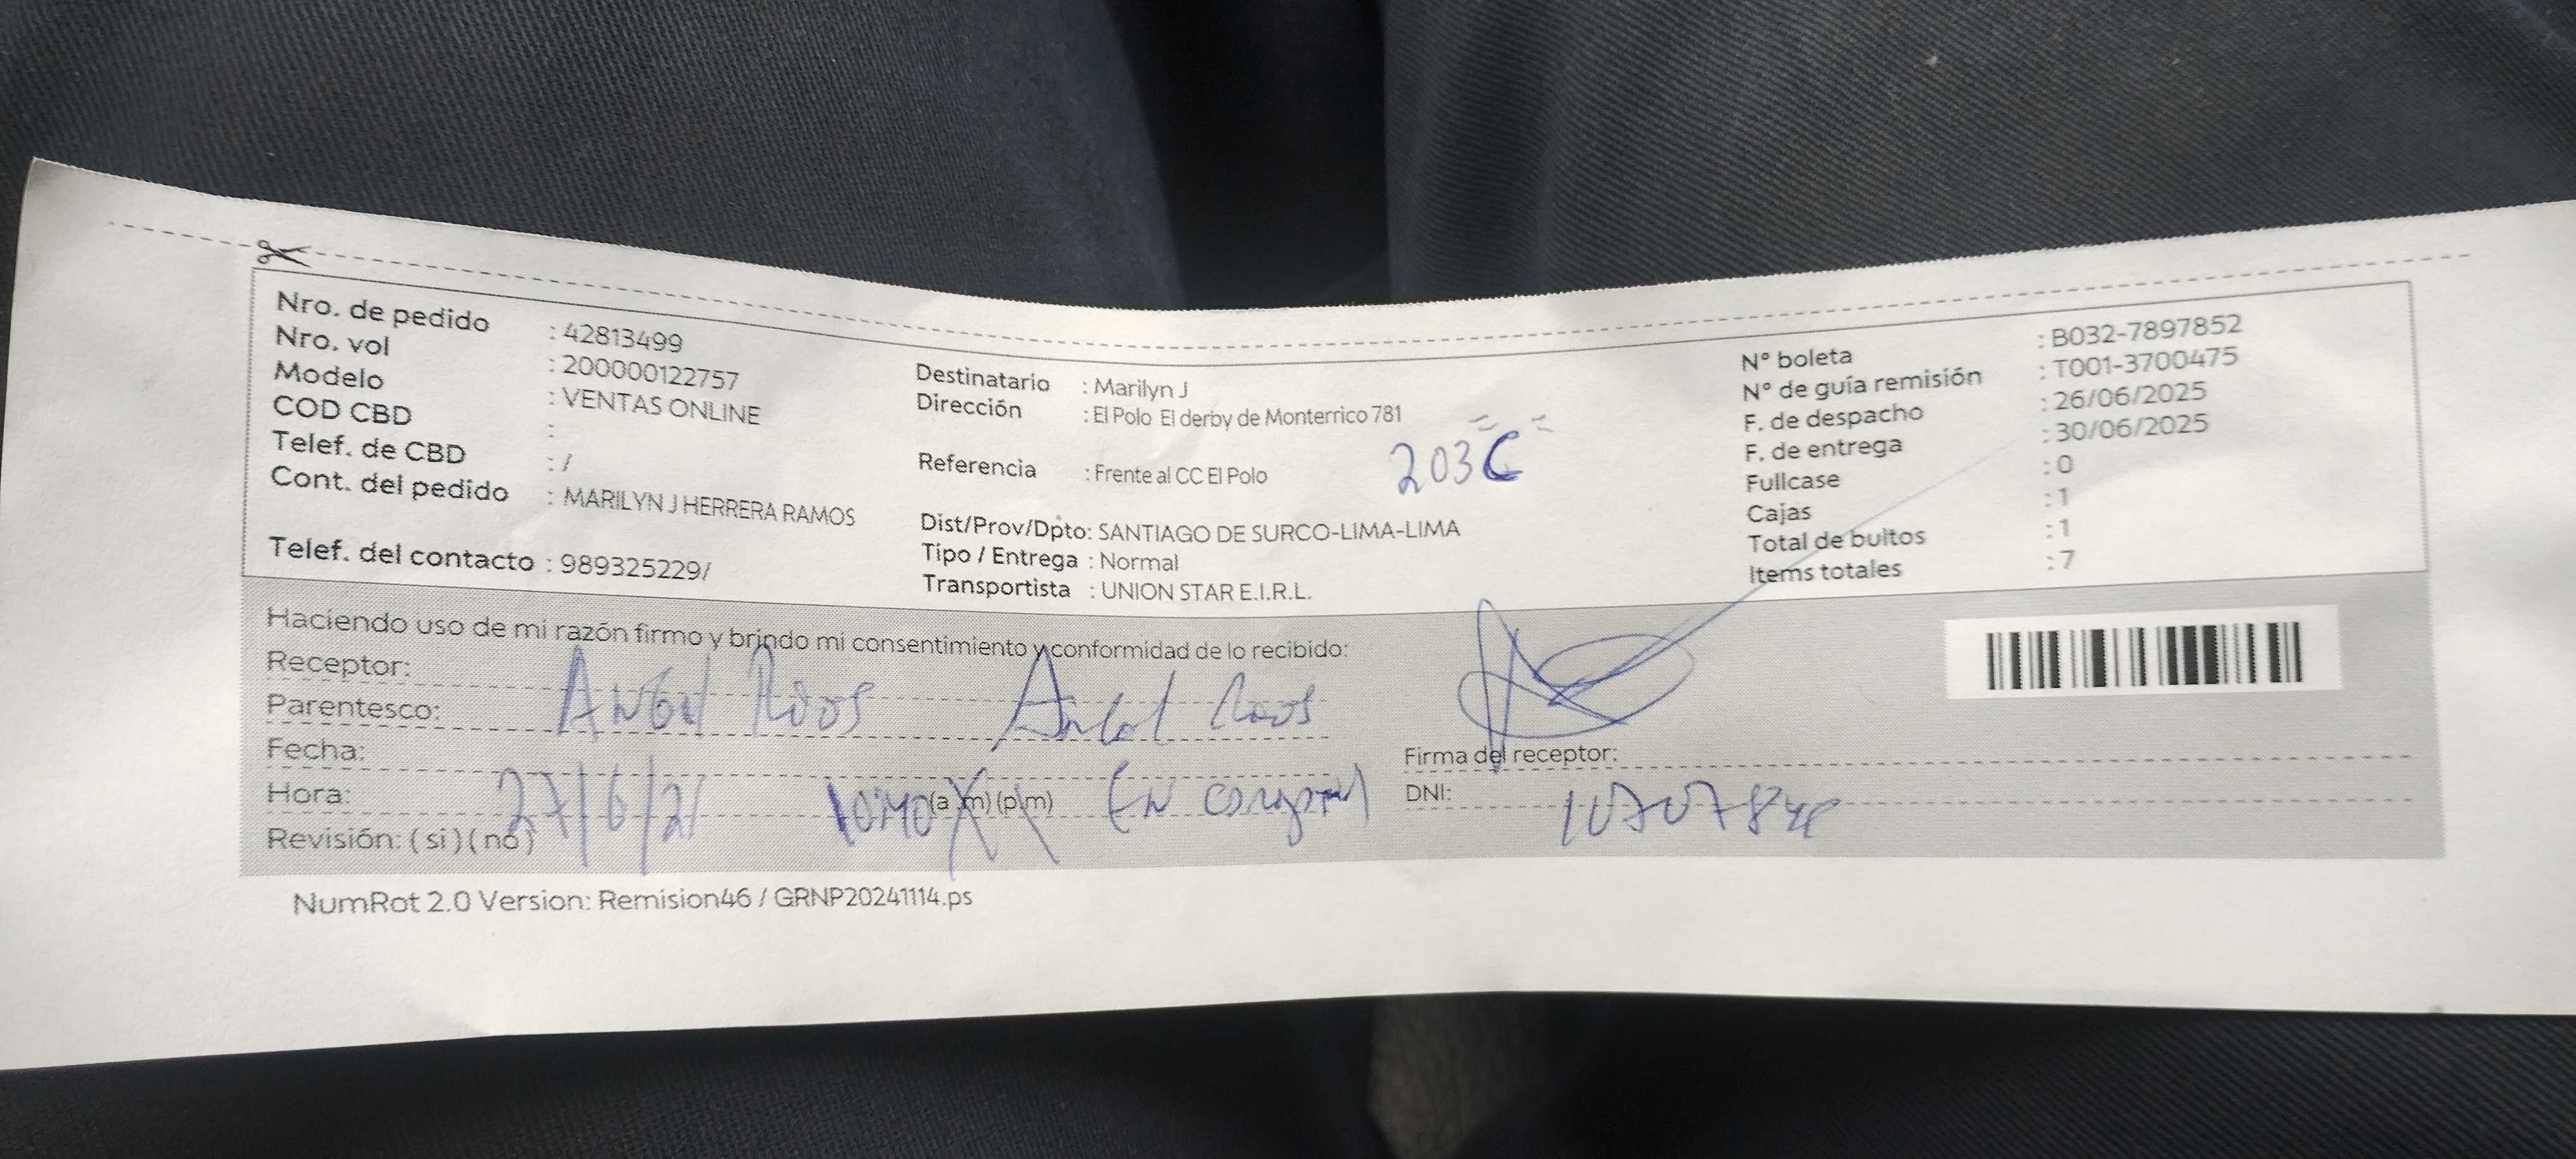 Nro. de pedido : 42813499
Nro. vol : 200000122757
Modelo : VENTAS ONLINE
COD CBD :
Telef. de CBD : /
Cont. del pedido : MARILYN J HERRERA RAMOS
Telef. del contacto : 989325229/
Destinatario : Marilyn J
Dirección : El Polo El derby de Monterrico 781
203 C
Referencia : Frente al CC El Polo
Dist/Prov/Dpto: SANTIAGO DE SURCO-LIMA-LIMA
Tipo / Entrega : Normal
Transportista : UNION STAR E.I.R.L.
N° boleta : B032-7897852
N° de guía remisión : T001-3700475
F. de despacho : 26/06/2025
F. de entrega : 30/06/2025
Fullcase : 0
Cajas : 1
Total de bultos : 1
Items totales : 7
Haciendo uso de mi razón firmo y brindo mi consentimiento y conformidad de lo recibido:
Receptor:
Parentesco:
Fecha:
Hora: 10:40 (a .m) (p.m)
Revisión: ( si ) ( no )
Firma del receptor:
DNI:
NumRot 2.0 Version: Remision46 / GRNP20241114.ps